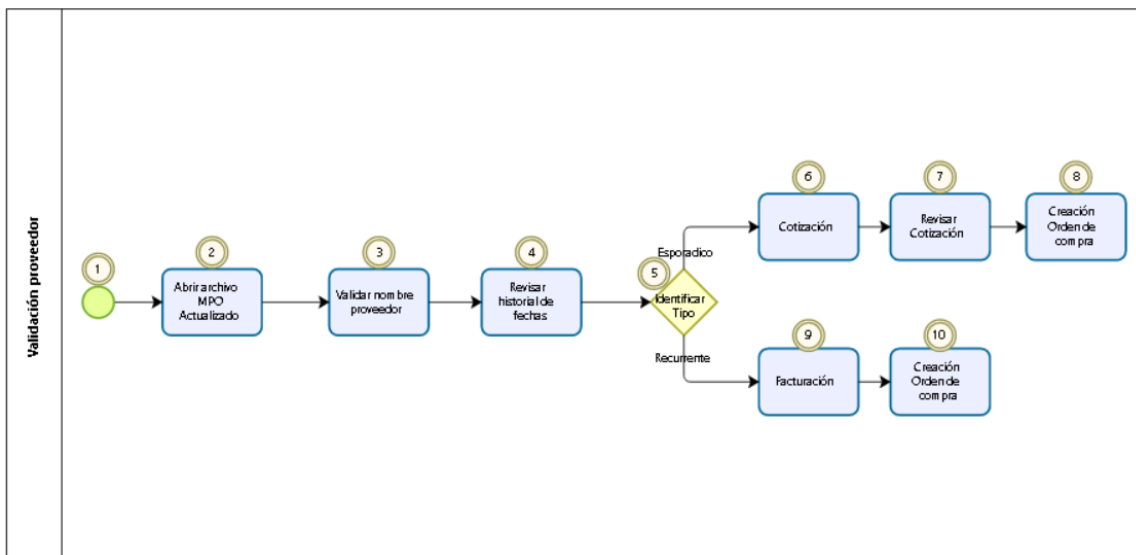 Validación proveedor
1
2
Abrir archivo
MPO
Actualizado
3
Validar nombre
proveedor
4
Revisar
historial de
fechas
5
Identificar
Tipo
Esporadico
6
Cotización
7
Revisar
Cotización
8
Creación
Orden de
compra
Recurrente
9
Facturación
10
Creación
Orden de
compra